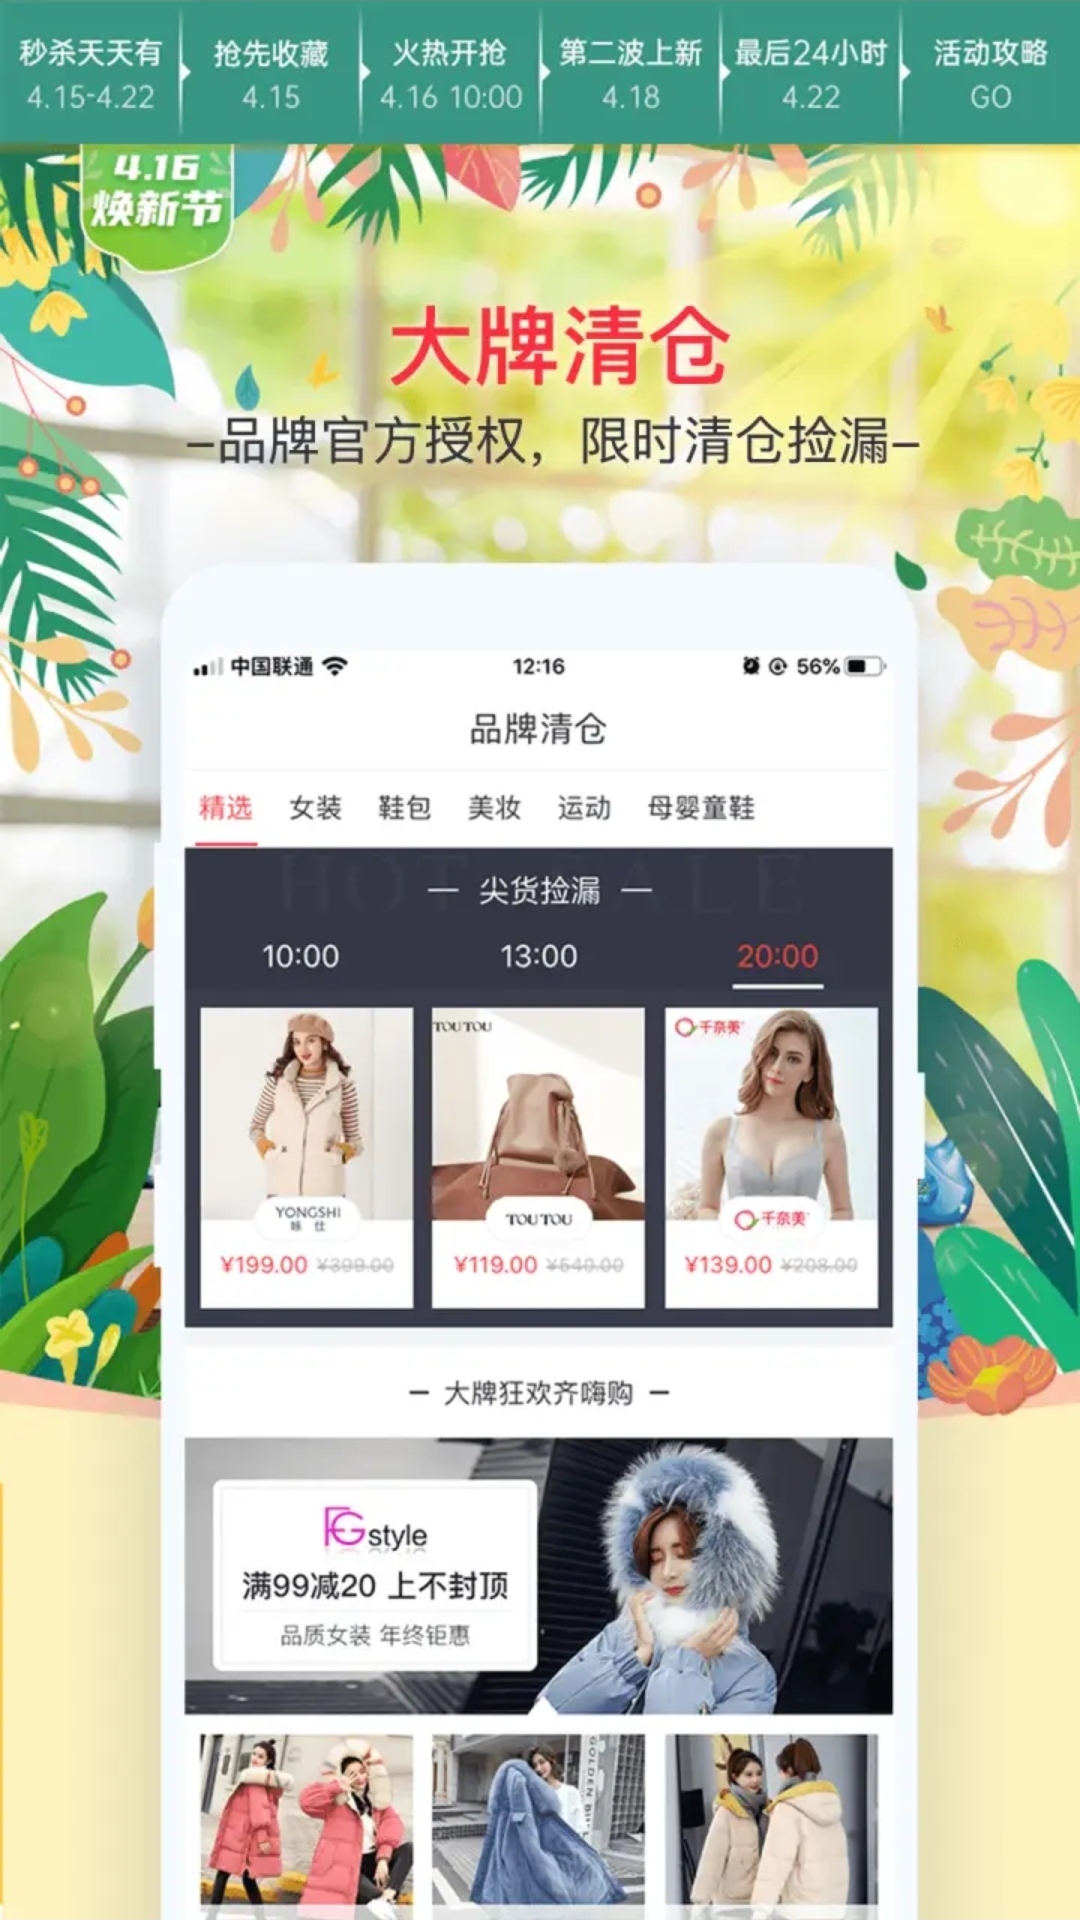 秒杀天天有 抢先收藏 火热开抢 第二波上新 最后24小时 活动攻略
4.15-4.22 4.15 4.16 10:00 4.18 4.22 GO
4.16
焕新节
大牌清仓
–品牌官方授权，限时清仓捡漏–
中国联通 12:16 56%
品牌清仓
精选 女装 鞋包 美妆 运动 母婴童鞋
HOT SALE
— 尖货捡漏 —
10:00 13:00 20:00
TOU TOU 千奈美
YONGSHI TOU TOU 千奈美
咏 仕
¥199.00 ¥399.00 ¥119.00 ¥540.00 ¥139.00 ¥208.00
– 大牌狂欢齐嗨购 –
FGstyle
满99减20 上不封顶
品质女装 年终钜惠